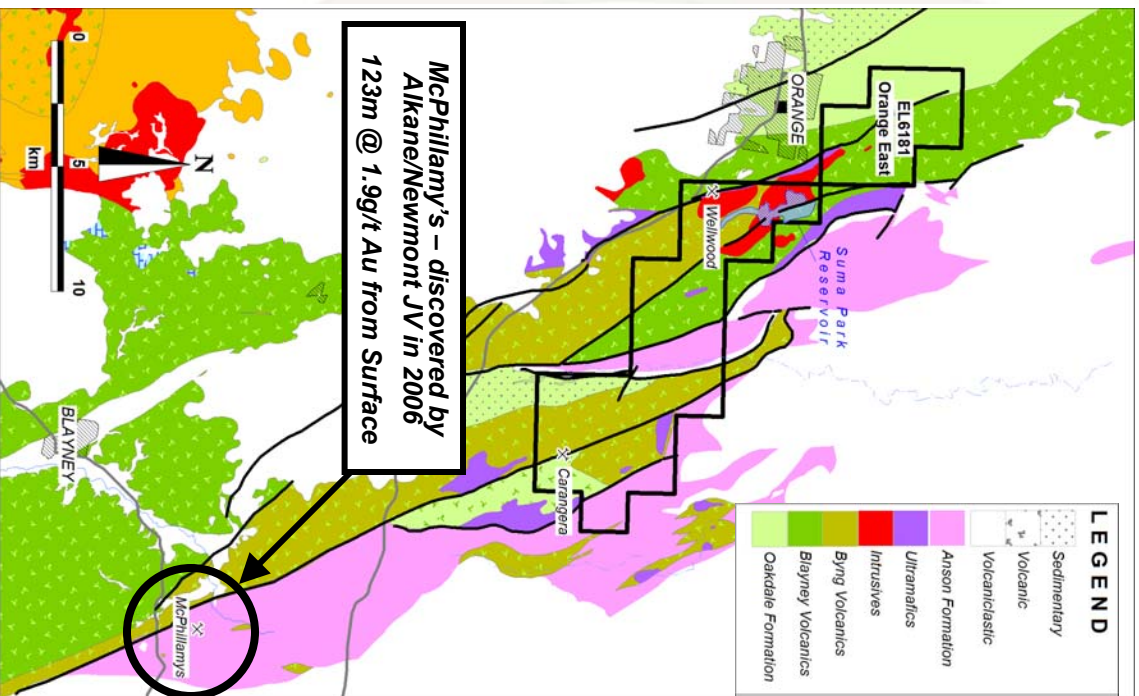 EL6181
Orange East
ORANGE
Suma Park
Reservoir
Wellwood
Carangera
McPhillamy's – discovered by
Alkane/Newmont JV in 2006
123m @ 1.9g/t Au from Surface
BLAYNEY
McPhillamys
N
0
5
10
km
LEGEND
Sedimentary
Volcanic
Volcaniclastic
Anson Formation
Ultramafics
Intrusives
Byng Volcanics
Blayney Volcanics
Oakdale Formation